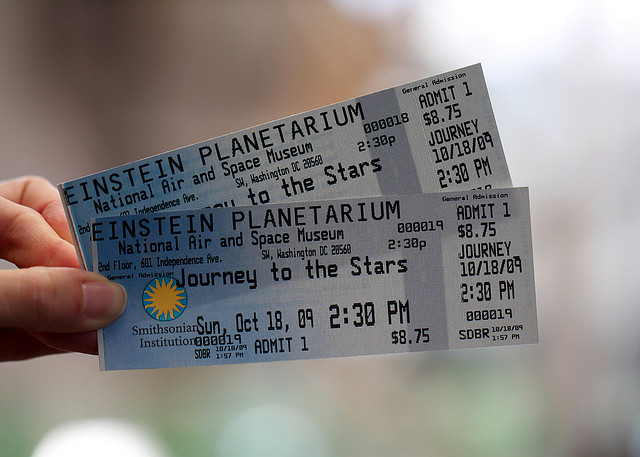 General Admission
EINSTEIN PLANETARIUM
000018
ADMIT 1
National Air and Space Museum
2:30p
$8.75
SW, Washington DC 20560
JOURNEY
2nd
Independence Ave.
to the Stars
10/18/09
2:30 PM
General Admission
EINSTEIN PLANETARIUM
000019
ADMIT 1
National Air and Space Museum
2:30p
$8.75
2nd Floor, 601 Independence Ave.
SW, Washington DC 20560
JOURNEY
General Admission
Journey to the Stars
10/18/09
2:30 PM
Smithsonian
Institution
Sun, Oct 18, 09 2:30 PM
000019
000019
ADMIT 1
$8.75
SDBR 10/18/09
1:57 PM
SDBR 10/18/09
1:57 PM